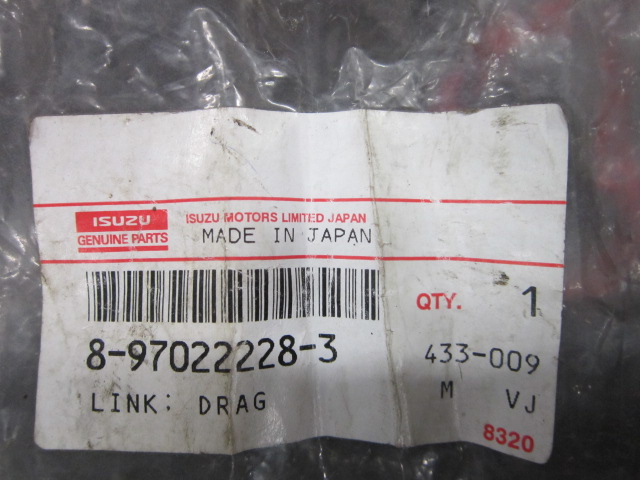 ISUZU
GENUINE PARTS
ISUZU MOTORS LIMITED JAPAN
MADE IN JAPAN
QTY. 1
8-97022228-3
433-009
LINK: DRAG
M VJ
8320